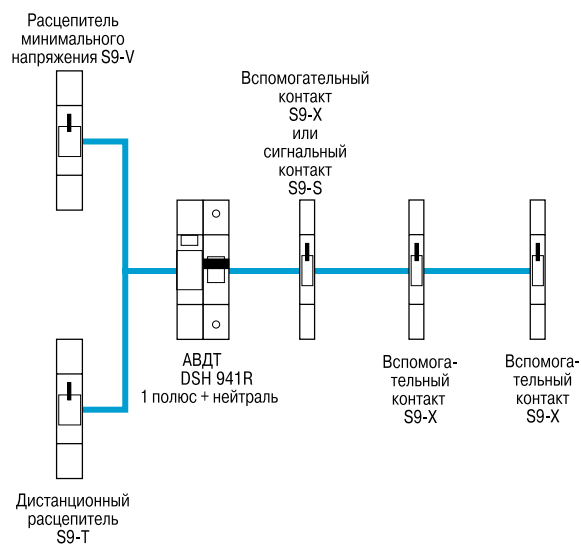 Расцепитель
минимального
напряжения S9-V
Вспомогательный
контакт
S9-X
или
сигнальный
контакт
S9-S
АВДТ
DSH 941R
1 полюс + нейтраль
Вспомога-
тельный
контакт
S9-X
Вспомога-
тельный
контакт
S9-X
Дистанционный
расцепитель
S9-T